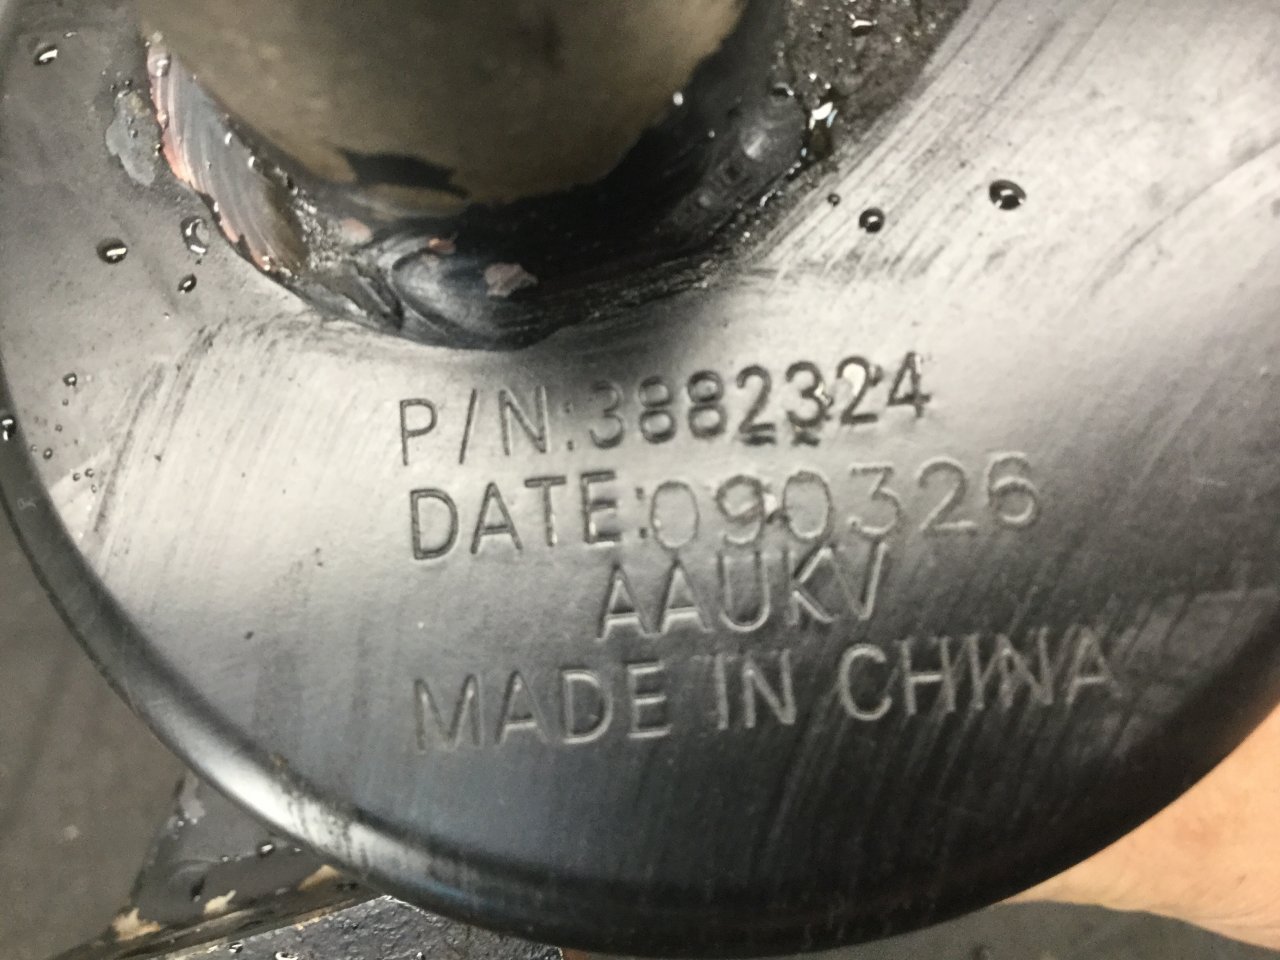 P/N:3882324
DATE:090326
AAUKV
MADE IN CHINA